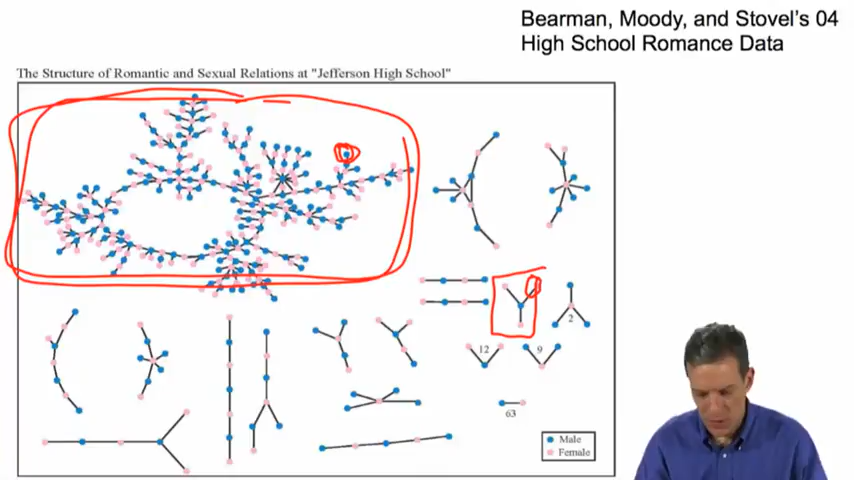 Bearman, Moody, and Stovel's 04
High School Romance Data
The Structure of Romantic and Sexual Relations at "Jefferson High School"
2
12
9
63
Male
Female